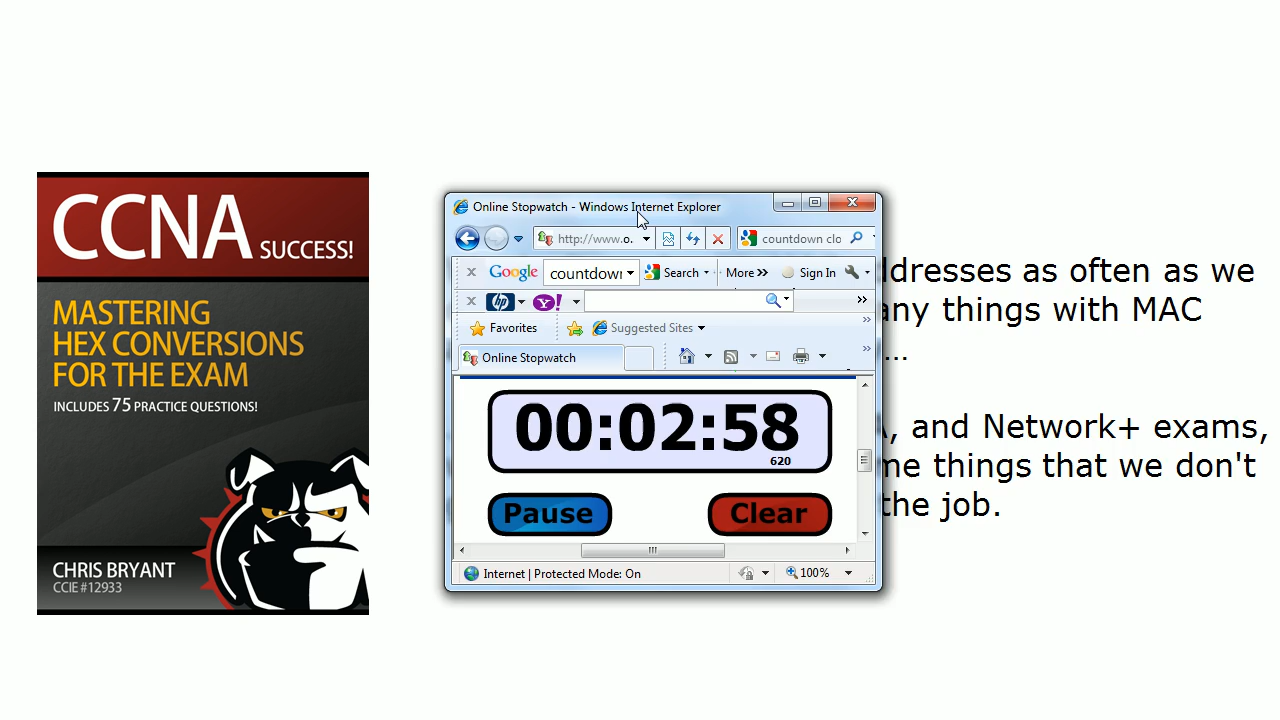 CCNA SUCCESS!
MASTERING
HEX CONVERSIONS
FOR THE EXAM
INCLUDES 75 PRACTICE QUESTIONS!
CHRIS BRYANT
CCIE #12933
Online Stopwatch - Windows Internet Explorer
http://www.o.
countdown clo
Google
countdown
Search
More »
Sign In
hp
Y!
Favorites
Suggested Sites
Online Stopwatch
00:02:58
620
Pause
Clear
Internet | Protected Mode: On
100%
ddresses as often as we
any things with MAC
...
, and Network+ exams,
me things that we don't
the job.